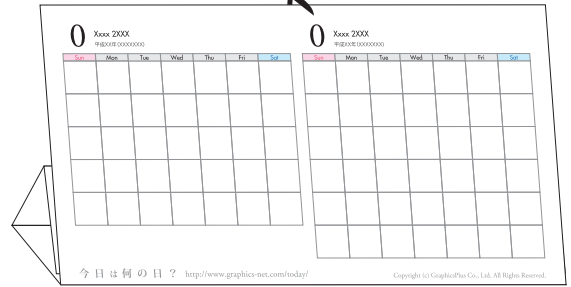 0 Xxxx 2XXX
平成XX年(XXXXXXX)
Sun Mon Tue Wed Thu Fri Sat
0 Xxxx 2XXX
平成XX年(XXXXXXX)
Sun Mon Tue Wed Thu Fri Sat
今日は何の日? http://www.graphics-net.com/today/
Copyright (c) GraphicsPlus Co., Ltd. All Rights Reserved.